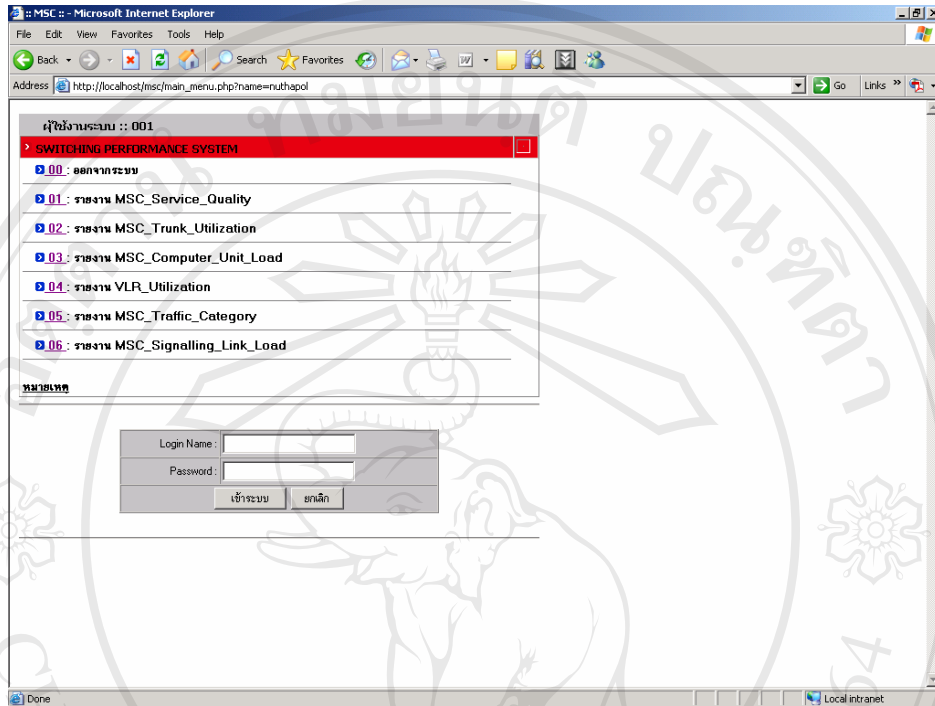 :: MSC :: - Microsoft Internet Explorer
File Edit View Favorites Tools Help
Back Search Favorites
Address http://localhost/msc/main_menu.php?name=nuthapol Go Links »
ผู้ใช้งานระบบ :: 001
SWITCHING PERFORMANCE SYSTEM
00 : ออกจากระบบ
01 : รายงาน MSC_Service_Quality
02 : รายงาน MSC_Trunk_Utilization
03 : รายงาน MSC_Computer_Unit_Load
04 : รายงาน VLR_Utilization
05 : รายงาน MSC_Traffic_Category
06 : รายงาน MSC_Signalling_Link_Load
หมายเหตุ
Login Name :
Password :
เข้าระบบ ยกเลิก
Done Local intranet